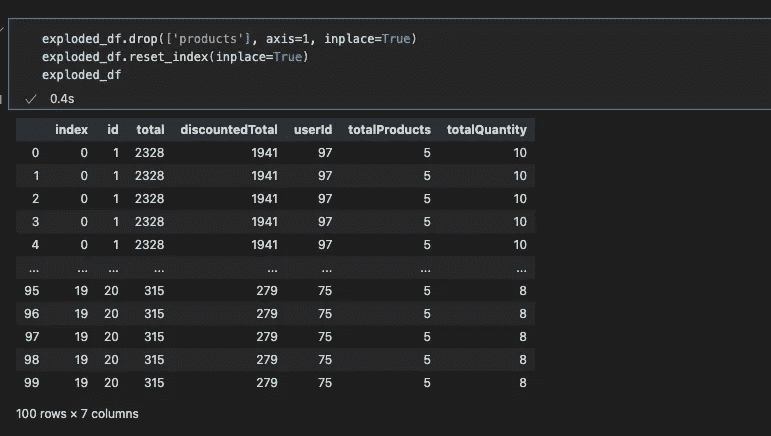 exploded_df.drop(['products'], axis=1, inplace=True)
exploded_df.reset_index(inplace=True)
exploded_df
✓ 0.4s
index id total discountedTotal userId totalProducts totalQuantity
0 0 1 2328 1941 97 5 10
1 0 1 2328 1941 97 5 10
2 0 1 2328 1941 97 5 10
3 0 1 2328 1941 97 5 10
4 0 1 2328 1941 97 5 10
... ... ... ... ... ... ... ...
95 19 20 315 279 75 5 8
96 19 20 315 279 75 5 8
97 19 20 315 279 75 5 8
98 19 20 315 279 75 5 8
99 19 20 315 279 75 5 8
100 rows × 7 columns